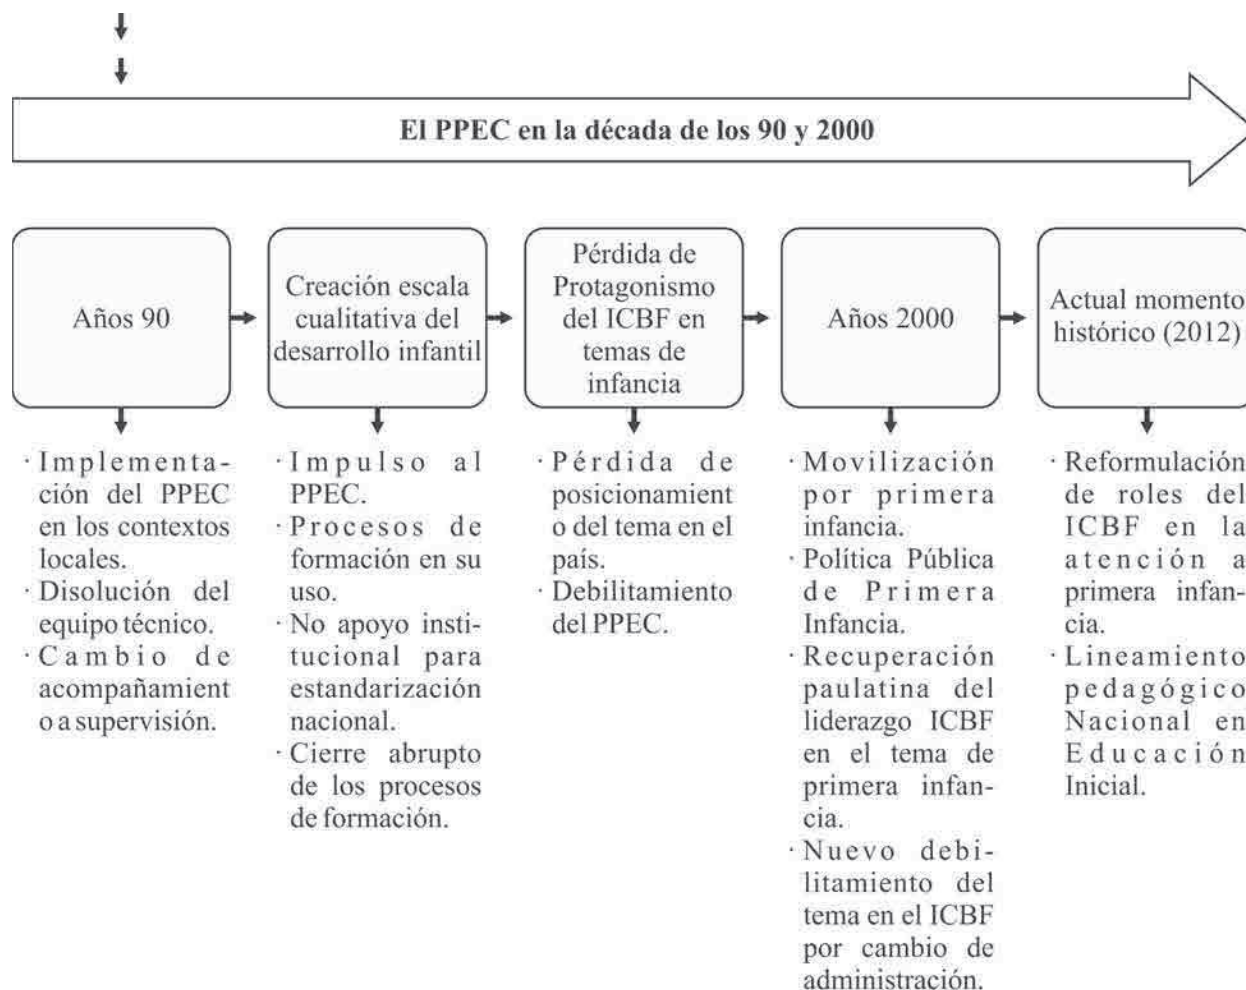 El PPEC en la década de los 90 y 2000
Años 90
Creación escala
cualitativa del
desarrollo infantil
Pérdida de
Protagonismo
del ICBF en
temas de
infancia
Años 2000
Actual momento
histórico (2012)
· Implementa-
ción del PPEC
en los contextos
locales.
· Disolución del
equipo técnico.
· Cambio de
acompañamient
o a supervisión.
· Impulso al
PPEC.
· Procesos de
formación en su
uso.
· No apoyo insti-
tucional para
estandarización
nacional.
· Cierre abrupto
de los procesos
de formación.
· Pérdida de
posicionamient
o del tema en el
país.
· Debilitamiento
del PPEC.
· Movilización
por primera
infancia.
· Política Pública
de Primera
Infancia.
· Recuperación
paulatina del
liderazgo ICBF
en el tema de
primera infan-
cia.
· Nuevo debi-
litamiento del
tema en el ICBF
por cambio de
administración.
· Reformulación
de roles del
ICBF en la
atención a
primera infan-
cia.
· Lineamiento
pedagógico
Nacional en
Educación
Inicial.